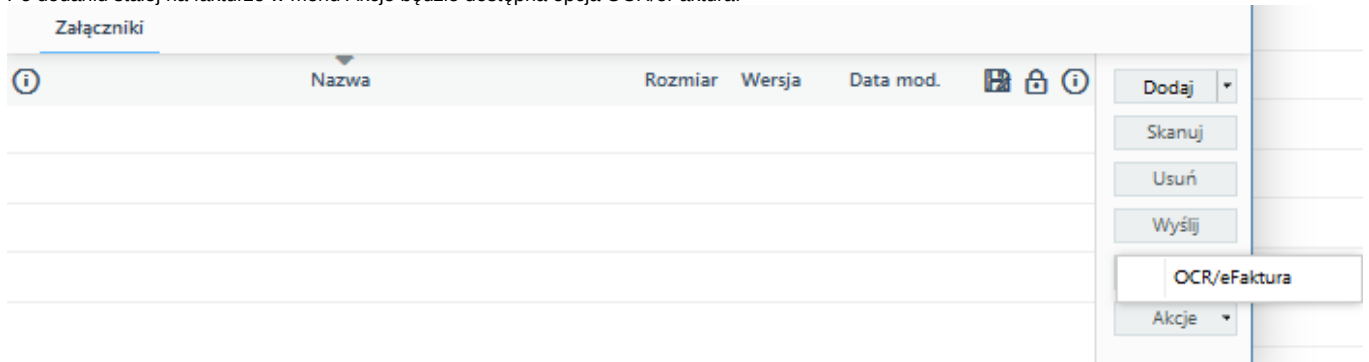 Załączniki
Nazwa Rozmiar Wersja Data mod.
Dodaj
Skanuj
Usuń
Wyślij
OCR/eFaktura
Akcje